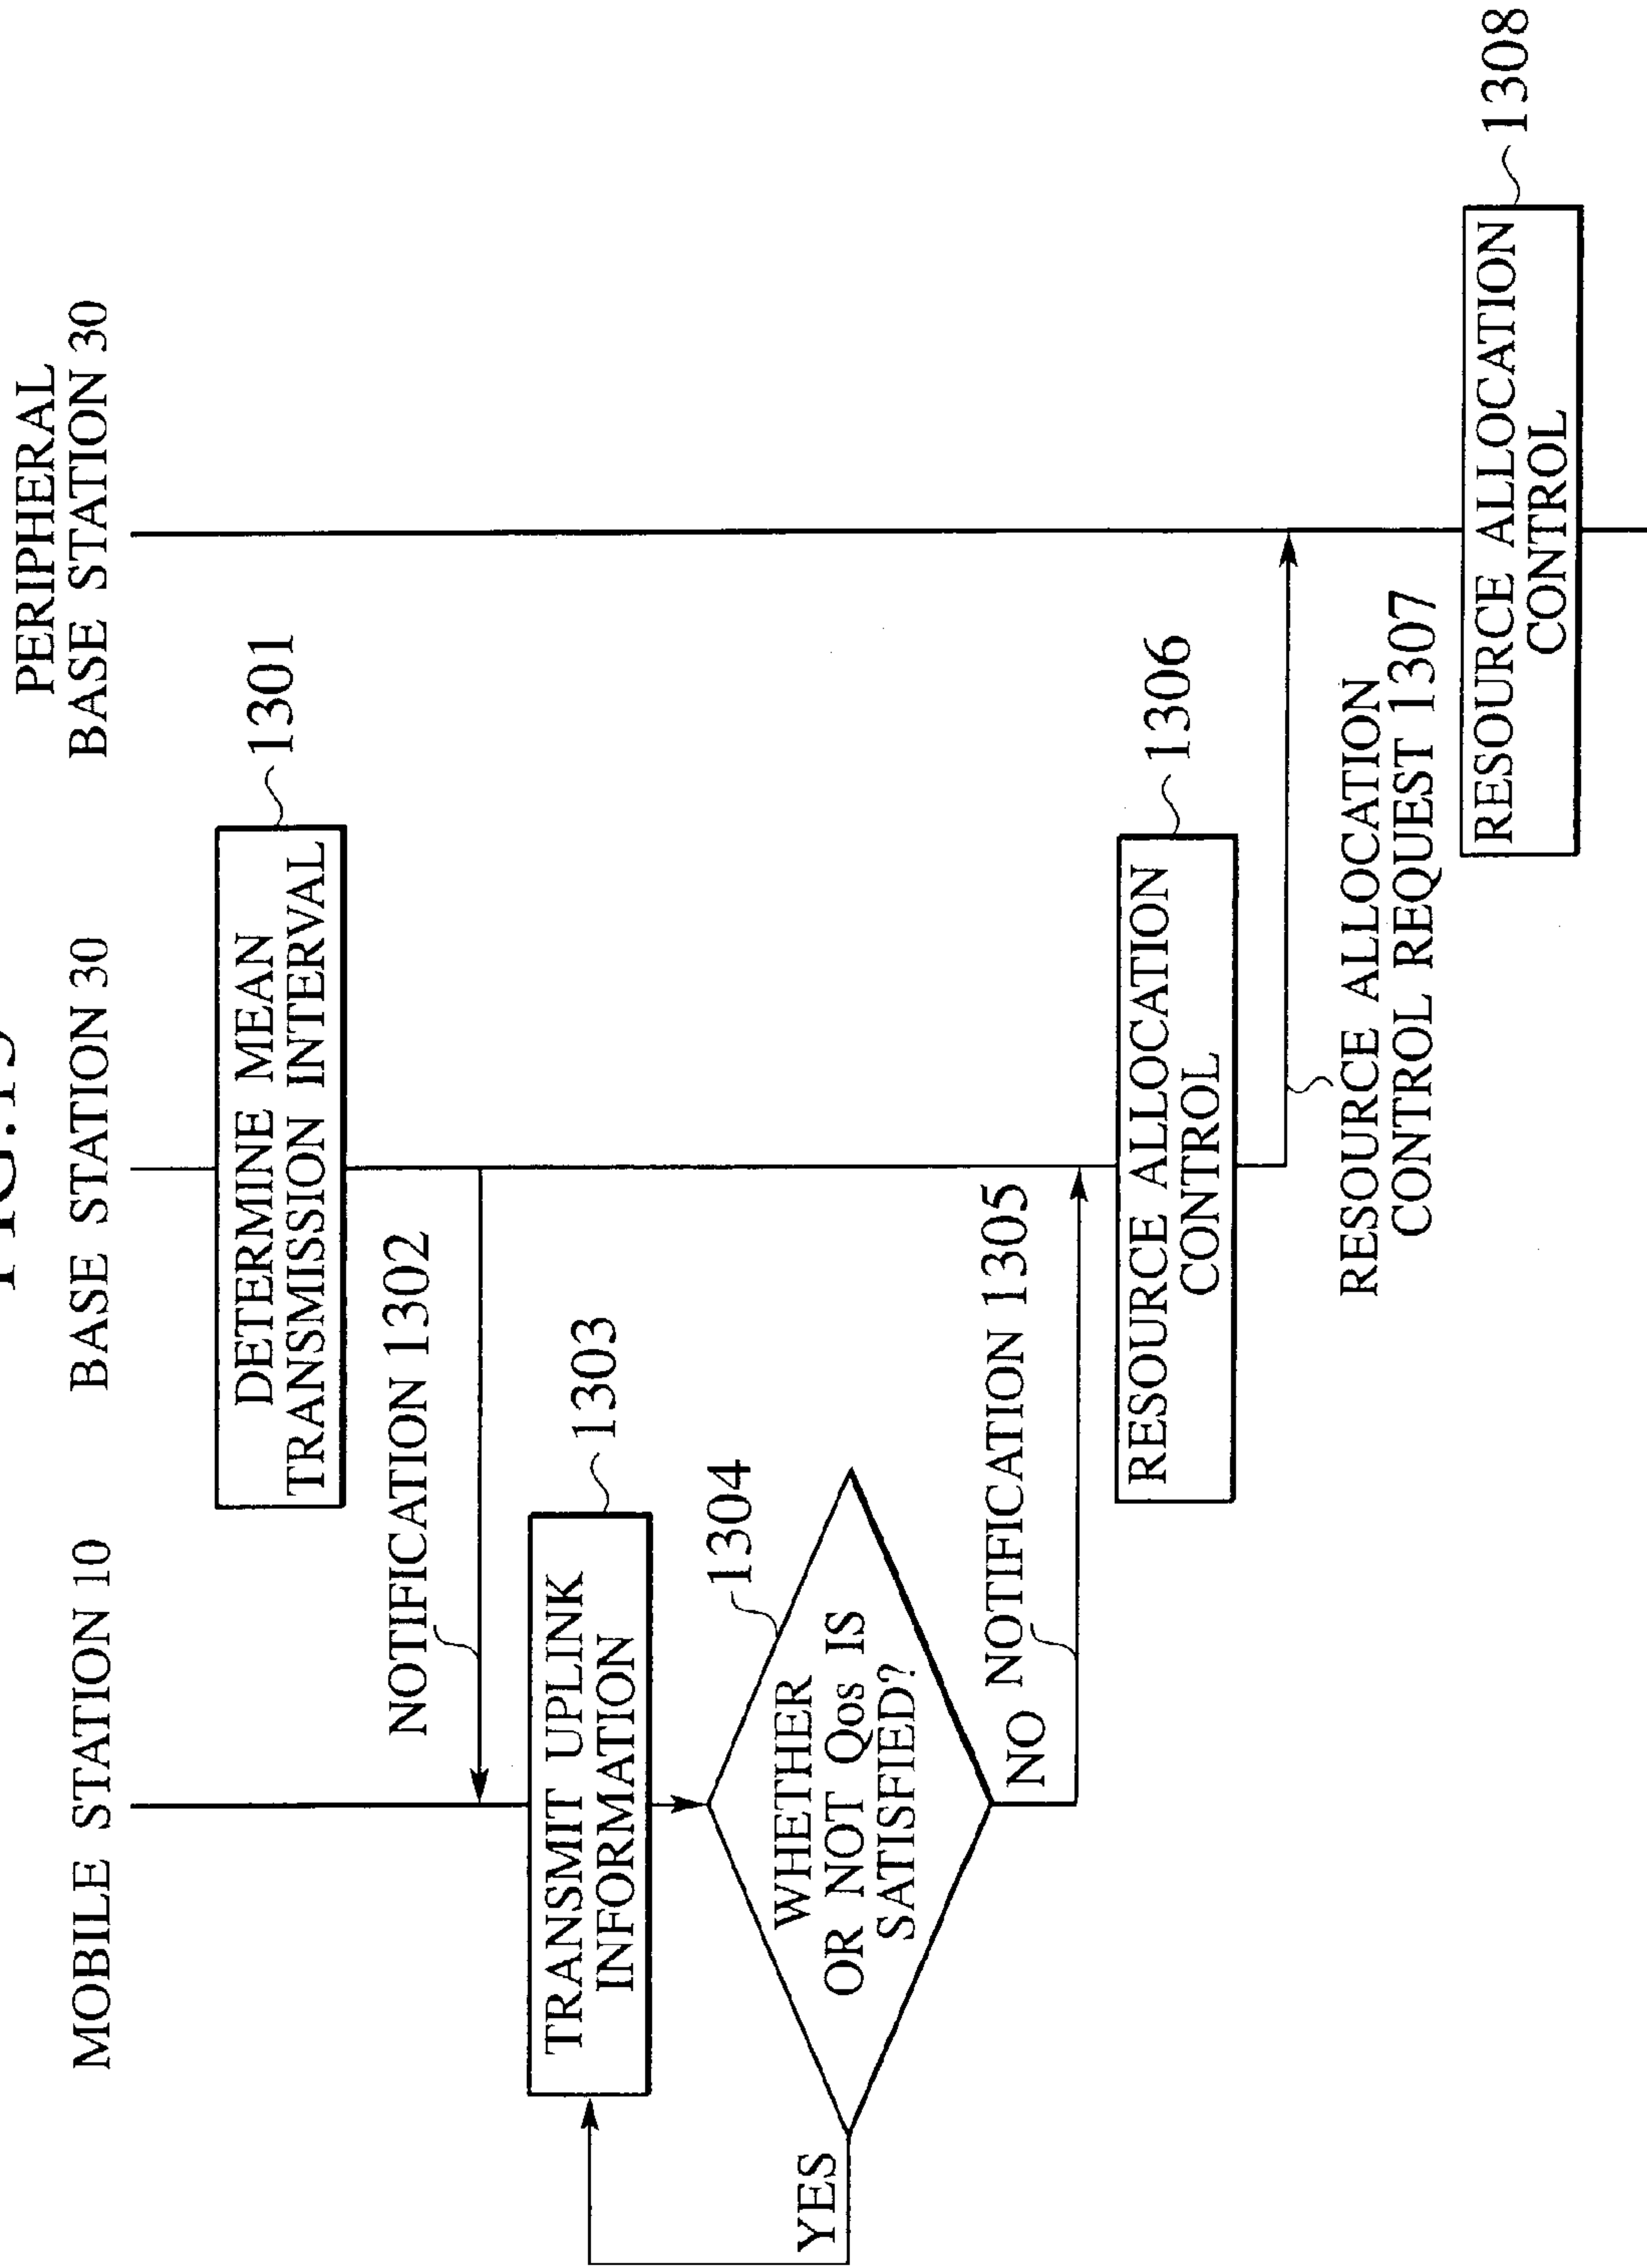 MOBILE STATION 10
BASE STATION 30
PERIPHERAL
BASE STATION 30
DETERMINE MEAN
TRANSMISSION INTERVAL
1301
NOTIFICATION 1302
TRANSMIT UPLINK
INFORMATION
1303
1304
WHETHER
OR NOT Qos IS
SATISFIED?
YES
NO
NOTIFICATION 1305
RESOURCE ALLOCATION
CONTROL
1306
RESOURCE ALLOCATION
CONTROL REQUEST 1307
RESOURCE ALLOCATION
CONTROL
1308